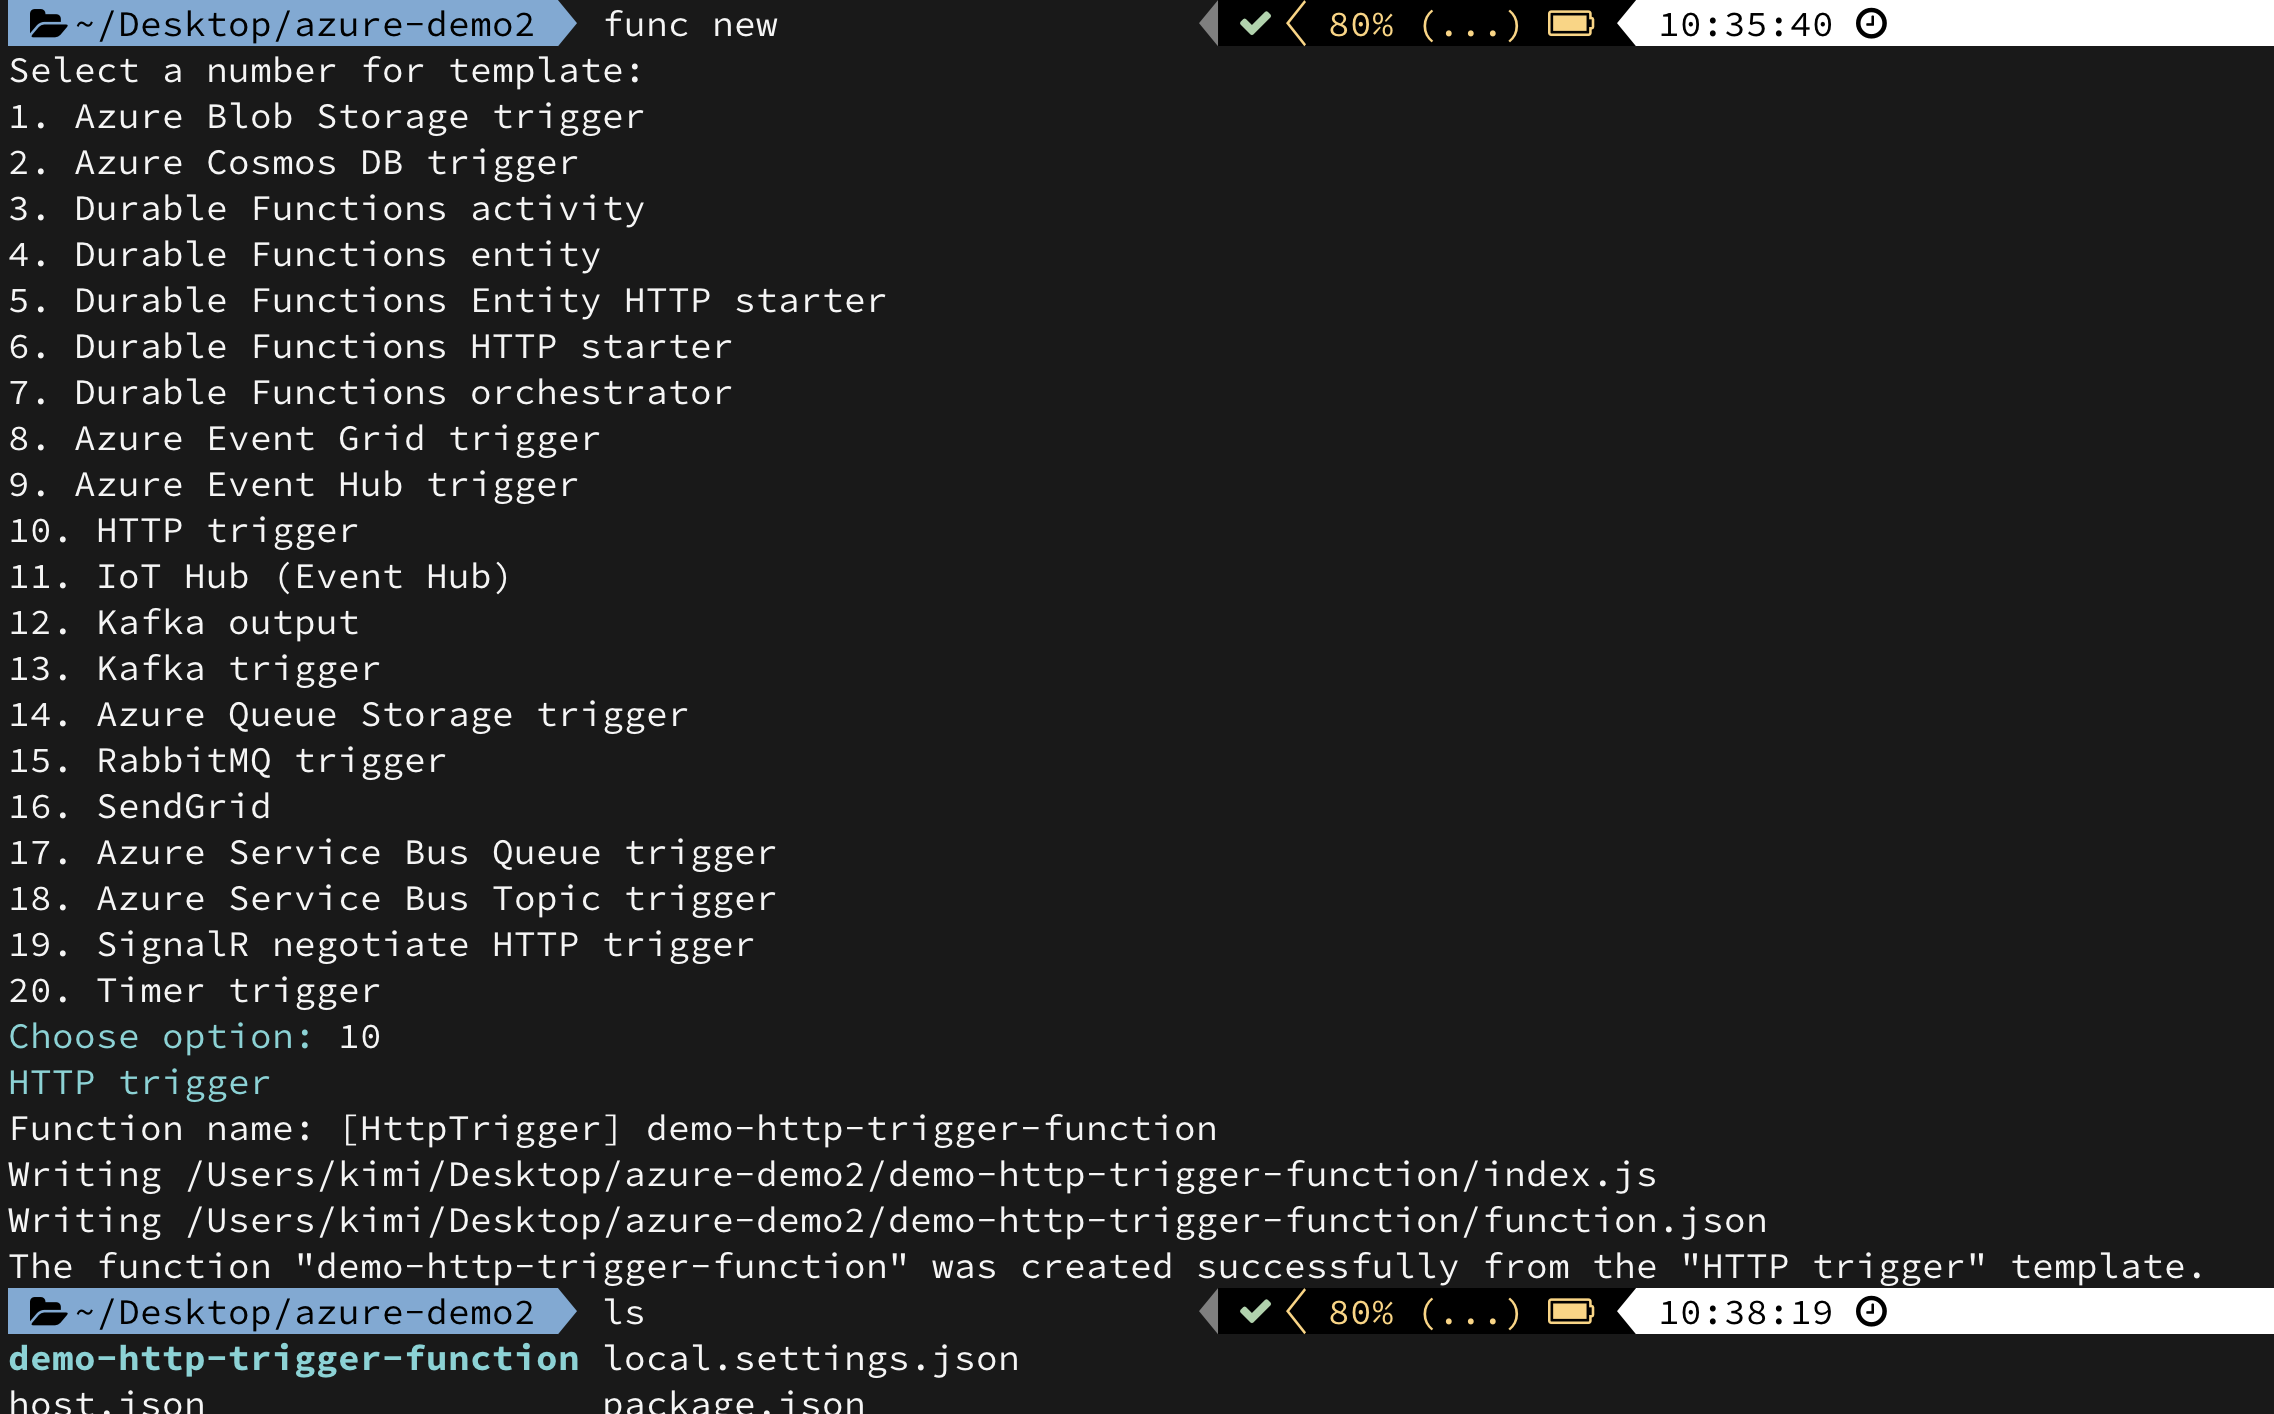 ~/Desktop/azure-demo2 func new 80% (...) 10:35:40
Select a number for template:
1. Azure Blob Storage trigger
2. Azure Cosmos DB trigger
3. Durable Functions activity
4. Durable Functions entity
5. Durable Functions Entity HTTP starter
6. Durable Functions HTTP starter
7. Durable Functions orchestrator
8. Azure Event Grid trigger
9. Azure Event Hub trigger
10. HTTP trigger
11. IoT Hub (Event Hub)
12. Kafka output
13. Kafka trigger
14. Azure Queue Storage trigger
15. RabbitMQ trigger
16. SendGrid
17. Azure Service Bus Queue trigger
18. Azure Service Bus Topic trigger
19. SignalR negotiate HTTP trigger
20. Timer trigger
Choose option: 10
HTTP trigger
Function name: [HttpTrigger] demo-http-trigger-function
Writing /Users/kimi/Desktop/azure-demo2/demo-http-trigger-function/index.js
Writing /Users/kimi/Desktop/azure-demo2/demo-http-trigger-function/function.json
The function "demo-http-trigger-function" was created successfully from the "HTTP trigger" template.
~/Desktop/azure-demo2 ls 80% (...) 10:38:19
demo-http-trigger-function local.settings.json
host.json package.json